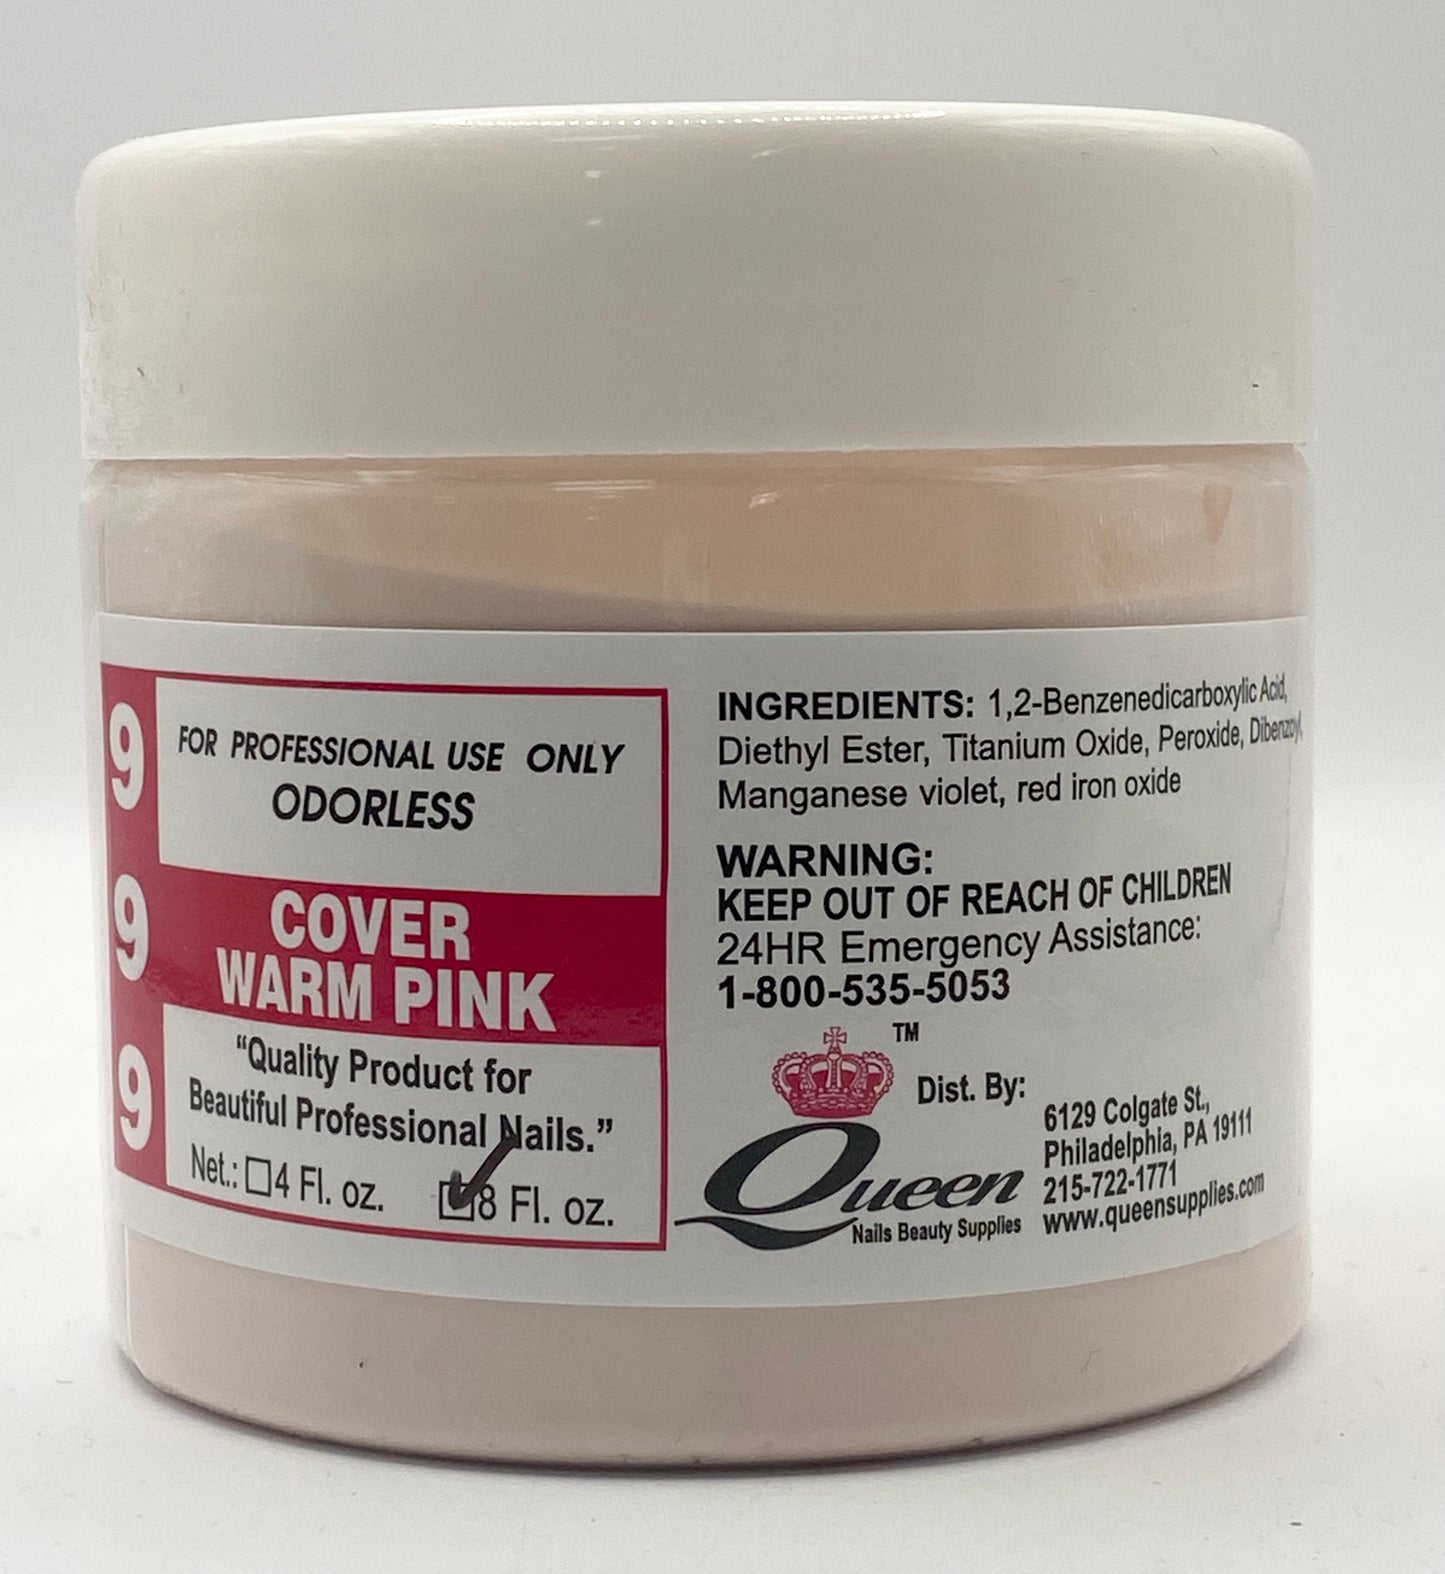 9
9
9
FOR PROFESSIONAL USE ONLY
ODORLESS
COVER
WARM PINK
“Quality Product for
Beautiful Professional Nails.”
Net.: 4 Fl. oz. 8 Fl. oz.
INGREDIENTS: 1,2-Benzenedicarboxylic Acid,
Diethyl Ester, Titanium Oxide, Peroxide, Dibenzoyl,
Manganese violet, red iron oxide
WARNING:
KEEP OUT OF REACH OF CHILDREN
24HR Emergency Assistance:
1-800-535-5053
TM
Queen
Nails Beauty Supplies
Dist. By:
6129 Colgate St.,
Philadelphia, PA 19111
215-722-1771
www.queensupplies.com